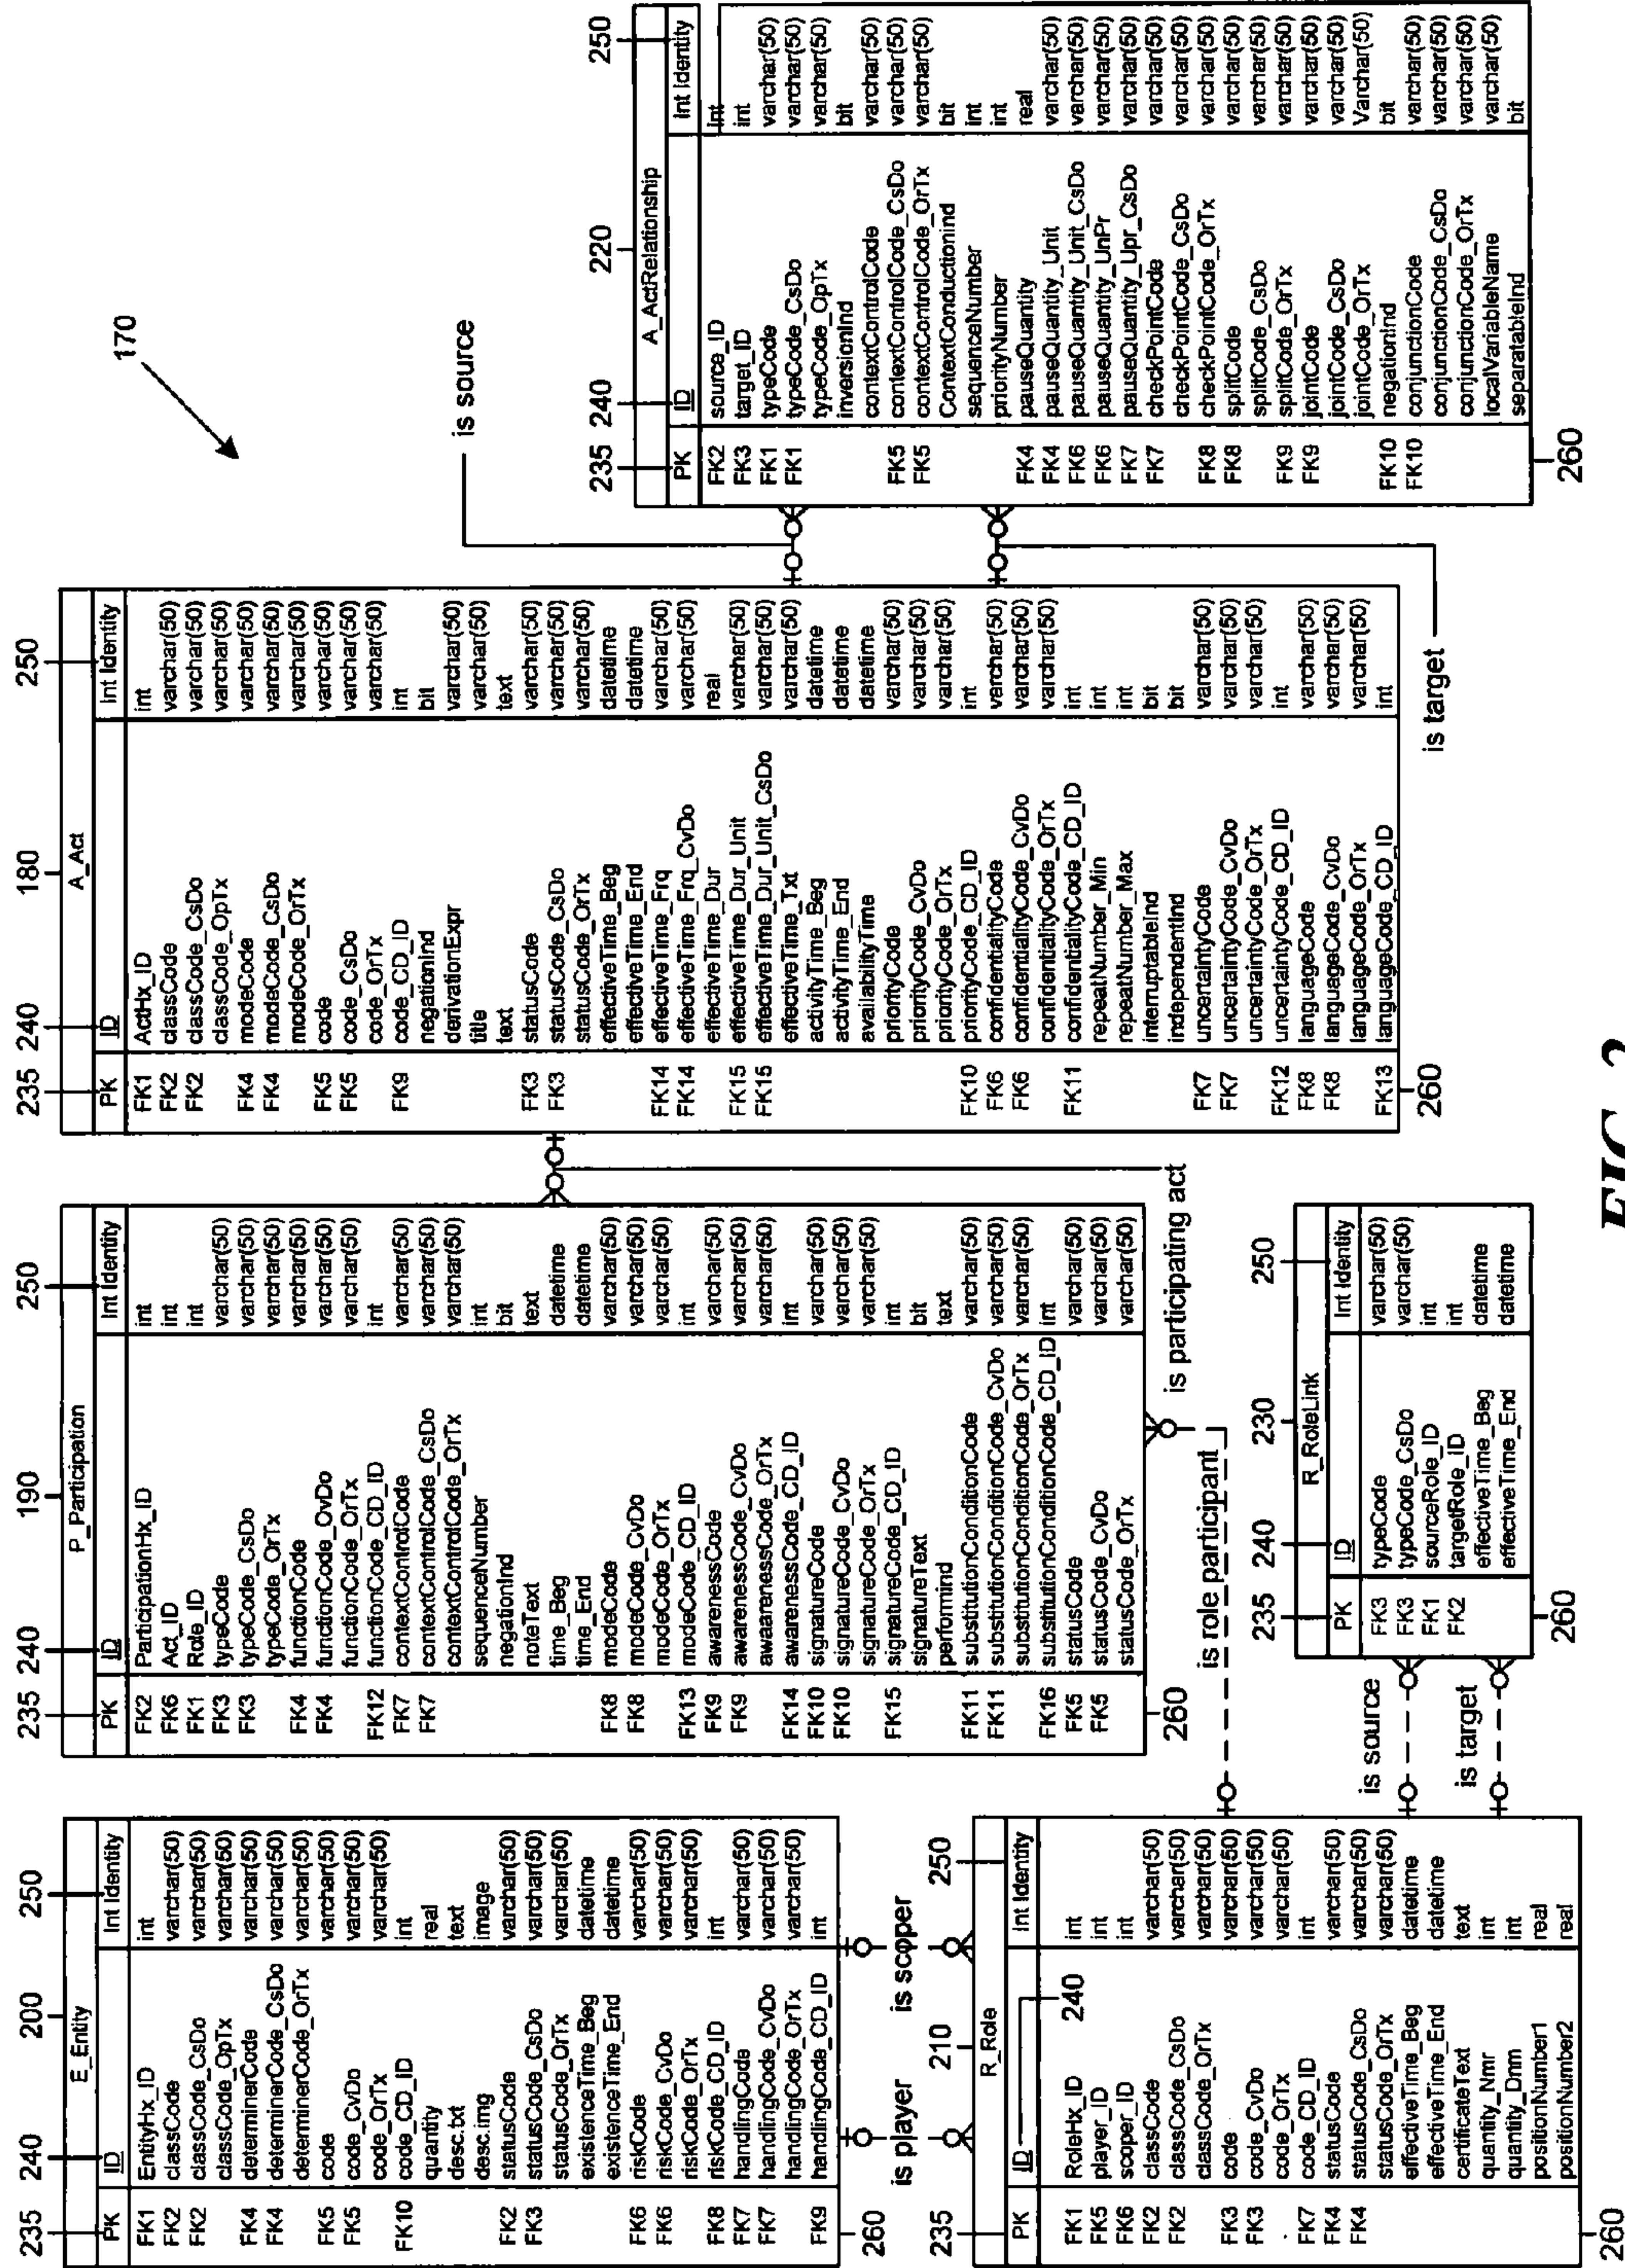 170
235 240 200 250
E_Entity
PK ID Int Identity
FK1 EntityHx_ID int
FK2 classCode varchar(50)
FK2 classCode_CsDo varchar(50)
classCode_OpTx varchar(50)
FK4 determinerCode varchar(50)
FK4 determinerCode_CsDo varchar(50)
determinerCode_OrTx varchar(50)
FK5 code varchar(50)
FK5 code_CvDo varchar(50)
code_OrTx varchar(50)
FK10 code_CD_ID int
quantity real
desc.txt text
desc.img image
FK2 statusCode varchar(50)
FK3 statusCode_CsDo varchar(50)
statusCode_OrTx varchar(50)
existenceTime_Beg datetime
existenceTime_End datetime
FK6 riskCode varchar(50)
FK6 riskCode_CvDo varchar(50)
riskCode_OrTx varchar(50)
FK8 riskCode_CD_ID int
FK7 handlingCode varchar(50)
FK7 handlingCode_CvDo varchar(50)
handlingCode_OrTx varchar(50)
FK9 handlingCode_CD_ID int
260
is player is scoper
235 210 250
R_Role
PK ID Int Identity
240
FK1 RoleHx_ID int
FK5 player_ID int
FK6 scoper_ID int
FK2 classCode varchar(50)
FK2 classCode_CsDo varchar(50)
classCode_OrTx varchar(50)
FK3 code varchar(50)
FK3 code_CvDo varchar(50)
code_OrTx varchar(50)
FK7 code_CD_ID int
FK4 statusCode varchar(50)
FK4 statusCode_CsDo varchar(50)
statusCode_OrTx varchar(50)
effectiveTime_Beg datetime
effectiveTime_End datetime
certificateText text
quantity_Nmr int
quantity_Dnm int
positionNumber1 real
positionNumber2 real
260
235 240 190 250
P_Participation
PK ID Int Identity
FK2 ParticipationHx_ID int
FK6 Act_ID int
FK1 Role_ID int
FK3 typeCode varchar(50)
FK3 typeCode_CsDo varchar(50)
typeCode_OrTx varchar(50)
FK4 functionCode varchar(50)
FK4 functionCode_CvDo varchar(50)
functionCode_OrTx varchar(50)
FK12 functionCode_CD_ID int
FK7 contextControlCode varchar(50)
FK7 contextControlCode_CsDo varchar(50)
contextControlCode_OrTx varchar(50)
sequenceNumber int
negationInd bit
noteText text
time_Beg datetime
time_End datetime
FK8 modeCode varchar(50)
FK8 modeCode_CvDo varchar(50)
modeCode_OrTx varchar(50)
FK13 modeCode_CD_ID int
FK9 awarenessCode varchar(50)
FK9 awarenessCode_CvDo varchar(50)
awarenessCode_OrTx varchar(50)
FK14 awarenessCode_CD_ID int
FK10 signatureCode varchar(50)
FK10 signatureCode_CvDo varchar(50)
signatureCode_OrTx varchar(50)
FK15 signatureCode_CD_ID int
signatureText bit
performind text
FK11 substitutionConditionCode varchar(50)
FK11 substitutionConditionCode_CvDo varchar(50)
substitutionConditionCode_OrTx varchar(50)
FK16 substitutionConditionCode_CD_ID int
FK5 statusCode varchar(50)
FK5 statusCode_CvDo varchar(50)
statusCode_OrTx varchar(50)
260
is role participant
is participating act
235 240 230 250
R_RoleLink
PK ID Int Identity
FK3 typeCode varchar(50)
FK3 typeCode_CsDo varchar(50)
FK1 sourceRole_ID int
FK2 targetRole_ID int
effectiveTime_Beg datetime
effectiveTime_End datetime
260
is source
is target
235 240 180 250
A_Act
PK ID Int Identity
FK1 ActHx_ID int
FK2 classCode varchar(50)
FK2 classCode_CsDo varchar(50)
classCode_OpTx varchar(50)
FK4 modeCode varchar(50)
FK4 modeCode_CsDo varchar(50)
modeCode_OrTx varchar(50)
FK5 code varchar(50)
FK5 code_CsDo varchar(50)
code_OrTx varchar(50)
FK9 code_CD_ID int
negationInd bit
derivationExpr varchar(50)
title varchar(50)
text text
FK3 statusCode varchar(50)
FK3 statusCode_CsDo varchar(50)
statusCode_OrTx varchar(50)
effectiveTime_Beg datetime
effectiveTime_End datetime
FK14 effectiveTime_Frq varchar(50)
FK14 effectiveTime_Frq_CvDo varchar(50)
effectiveTime_Dur real
FK15 effectiveTime_Dur_Unit varchar(50)
FK15 effectiveTime_Dur_Unit_CsDo varchar(50)
effectiveTime_Txt varchar(50)
activityTime_Beg datetime
activityTime_End datetime
availabilityTime datetime
priorityCode varchar(50)
priorityCode_CvDo varchar(50)
priorityCode_OrTx varchar(50)
FK10 priorityCode_CD_ID int
FK6 confidentialityCode varchar(50)
FK6 confidentialityCode_CvDo varchar(50)
confidentialityCode_OrTx varchar(50)
FK11 confidentialityCode_CD_ID int
repeatNumber_Min int
repeatNumber_Max int
interruptableInd bit
independentInd bit
FK7 uncertaintyCode varchar(50)
FK7 uncertaintyCode_CvDo varchar(50)
uncertaintyCode_OrTx varchar(50)
FK12 uncertaintyCode_CD_ID int
FK8 languageCode varchar(50)
FK8 languageCode_CvDo varchar(50)
languageCode_OrTx varchar(50)
FK13 languageCode_CD_ID int
260
is source
is target
235 240 220 250
A_ActRelationship
PK ID Int Identity
FK2 source_ID int
FK3 target_ID int
FK1 typeCode varchar(50)
FK1 typeCode_CsDo varchar(50)
typeCode_OpTx varchar(50)
inversionInd bit
contextControlCode varchar(50)
FK5 contextControlCode_CsDo varchar(50)
FK5 contextControlCode_OrTx varchar(50)
ContextConductionind bit
sequenceNumber int
priorityNumber int
FK4 pauseQuantity real
FK4 pauseQuantity_Unit varchar(50)
FK6 pauseQuantity_Unit_CsDo varchar(50)
FK6 pauseQuantity_UnPr varchar(50)
FK7 pauseQuantity_Upr_CsDo varchar(50)
FK7 checkPointCode varchar(50)
checkPointCode_CsDo varchar(50)
FK8 checkPointCode_OrTx varchar(50)
FK8 splitCode varchar(50)
splitCode_CsDo varchar(50)
FK9 splitCode_OrTx varchar(50)
FK9 jointCode varchar(50)
jointCode_CsDo varchar(50)
jointCode_OrTx Varchar(50)
FK10 negationInd bit
FK10 conjunctionCode varchar(50)
conjunctionCode_CsDo varchar(50)
conjunctionCode_OrTx varchar(50)
localVariableName varchar(50)
separatableInd bit
260
FIG. 2